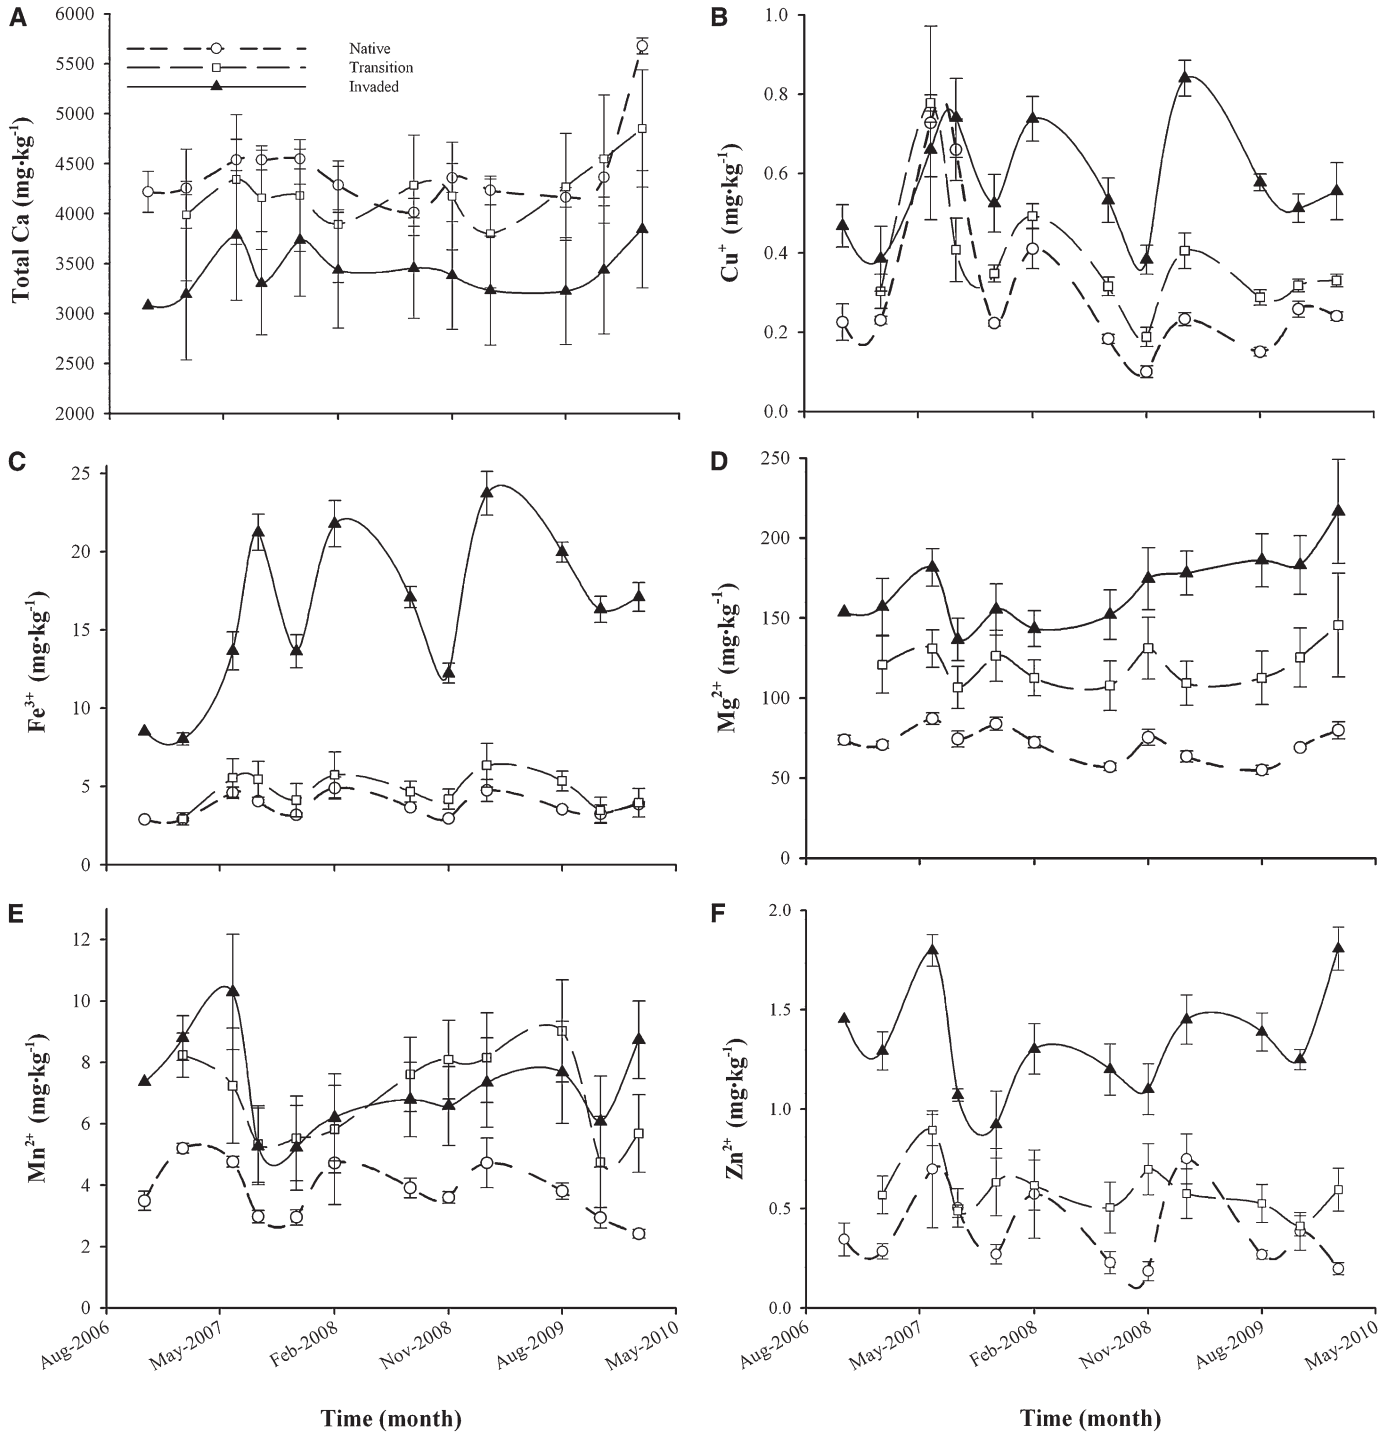 A
6000
5500
5000
4500
4000
3500
3000
2500
2000
Total Ca (mg·kg-1)
Native
Transition
Invaded
B
1.0
0.8
0.6
0.4
0.2
0.0
Cu+ (mg·kg-1)
C
25
20
15
10
5
0
Fe3+ (mg·kg-1)
D
250
200
150
100
50
0
Mg2+ (mg·kg-1)
E
12
10
8
6
4
2
0
Mn2+ (mg·kg-1)
Aug-2006
May-2007
Feb-2008
Nov-2008
Aug-2009
May-2010
Time (month)
F
2.0
1.5
1.0
0.5
0.0
Zn2+ (mg·kg-1)
Aug-2006
May-2007
Feb-2008
Nov-2008
Aug-2009
May-2010
Time (month)